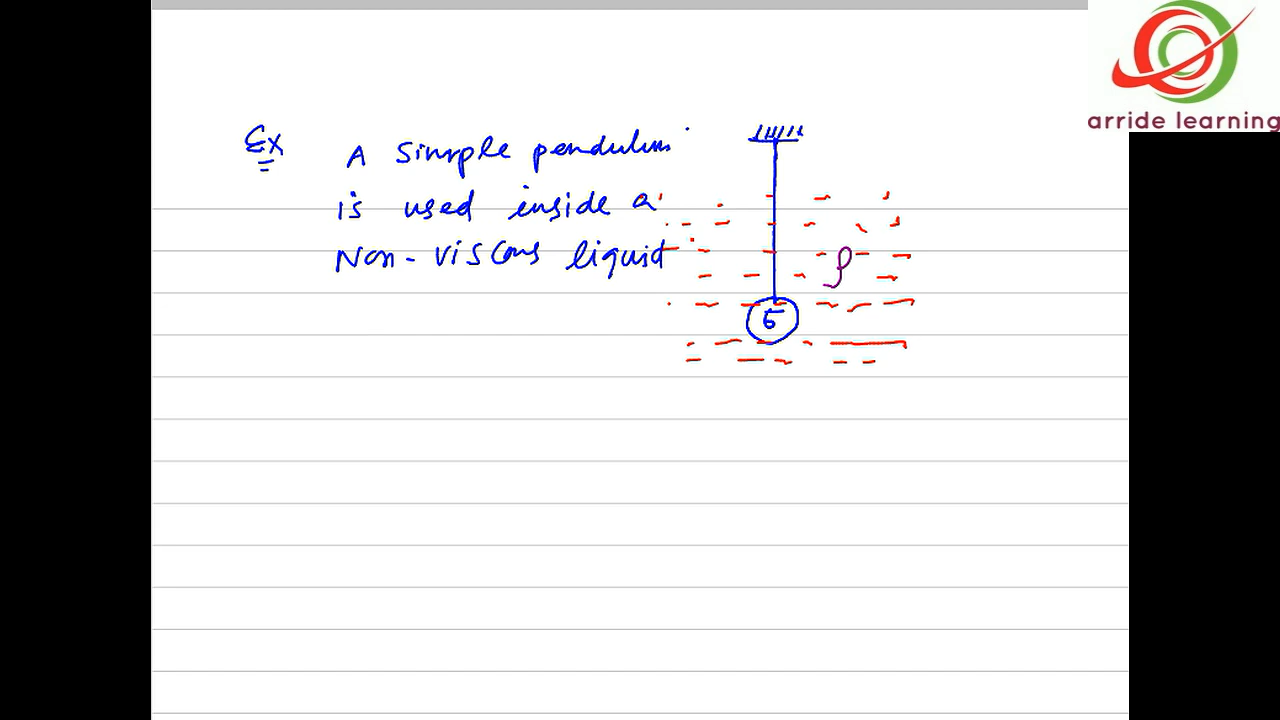 Ex A simple pendulum
is used inside a
Non-viscous liquid
ρ
σ
arride learning